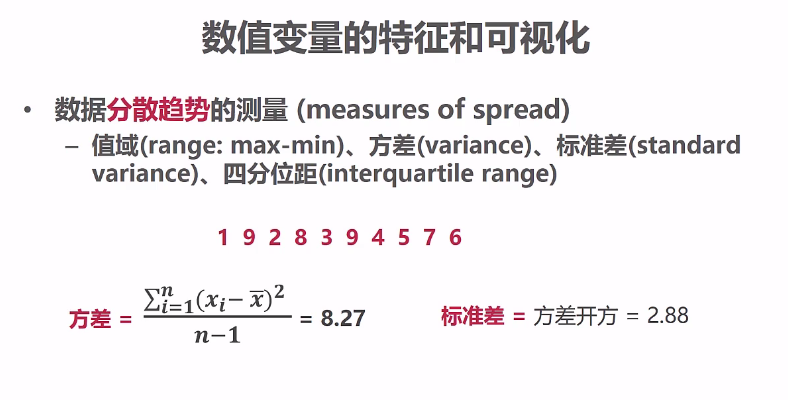 数值变量的特征和可视化
• 数据分散趋势的测量 (measures of spread)
– 值域(range: max-min)、方差(variance)、标准差(standard
variance)、四分位距(interquartile range)
1 9 2 8 3 9 4 5 7 6
方差 = \frac{\sum_{i=1}^{n}(x_i - \overline{x})^2}{n-1} = 8.27
标准差 = 方差开方 = 2.88